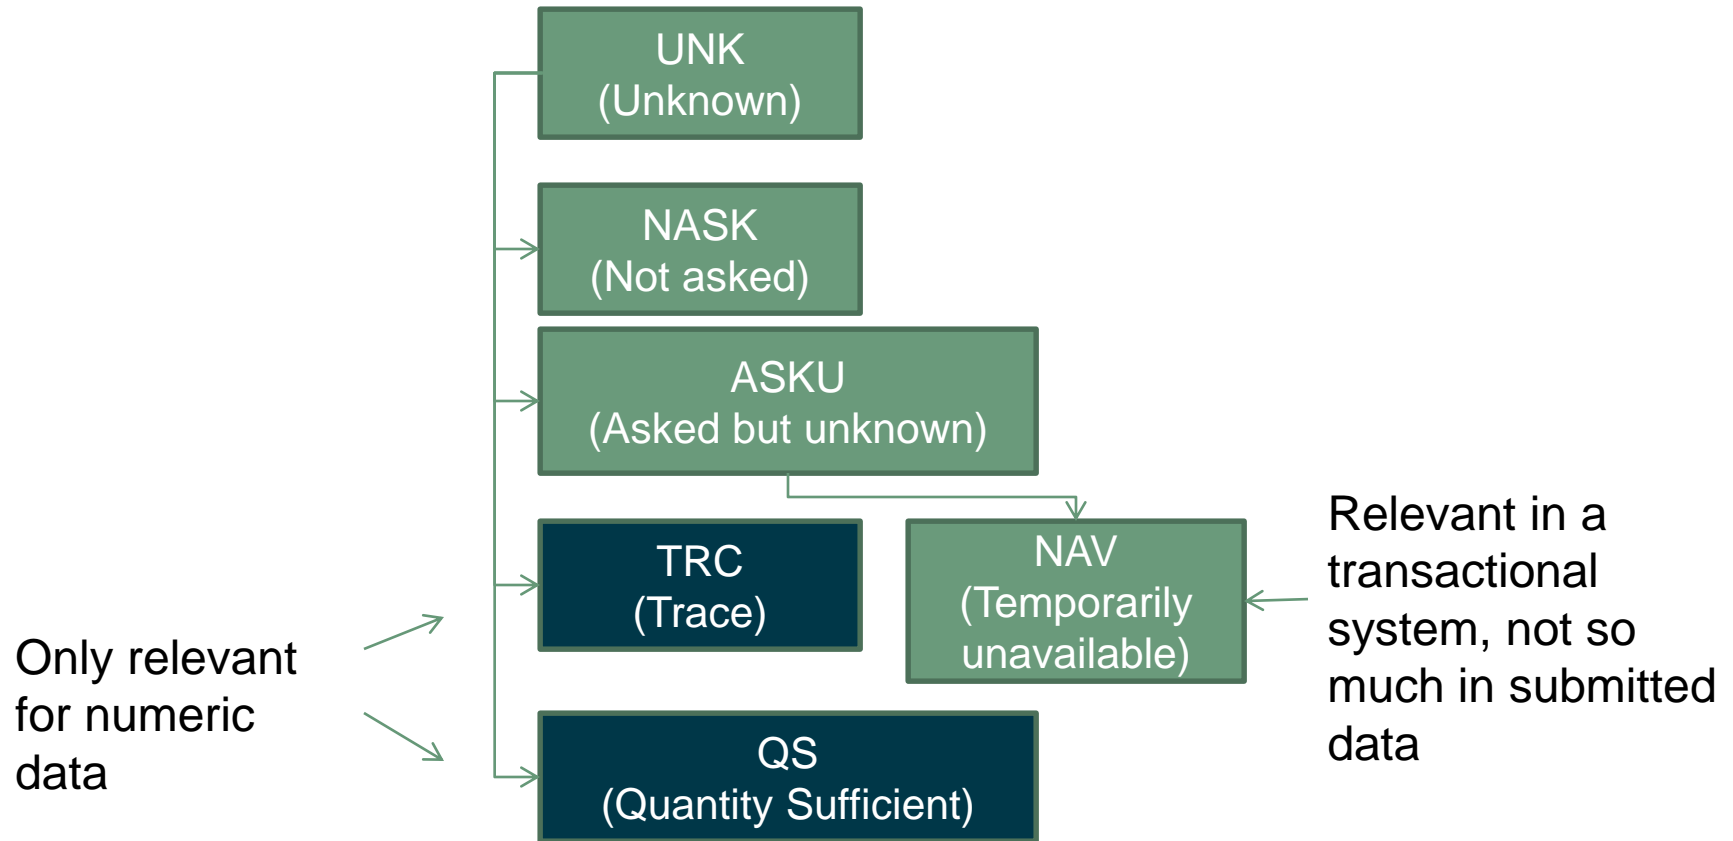 UNK
(Unknown)
NASK
(Not asked)
ASKU
(Asked but unknown)
TRC
(Trace)
NAV
(Temporarily
unavailable)
Relevant in a
transactional
system, not so
much in submitted
data
Only relevant
for numeric
data
QS
(Quantity Sufficient)